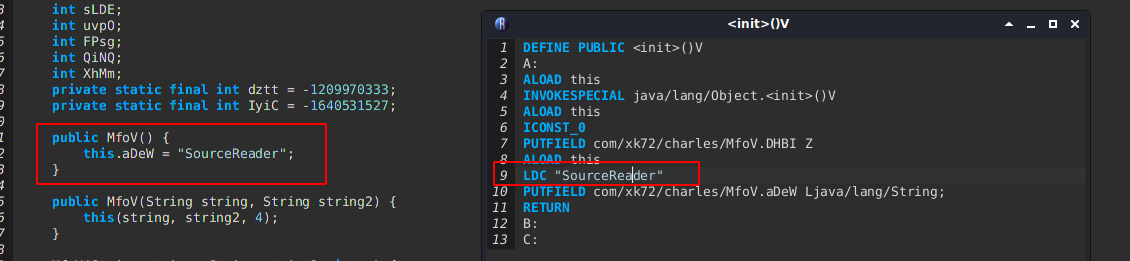 int sLDE;
int uvpO;
int FPsg;
int QiNQ;
int XhMm;
private static final int dztt = -1209970333;
private static final int IyiC = -1640531527;
public MfoV() {
this.aDeW = "SourceReader";
}
public MfoV(String string, String string2) {
this(string, string2, 4);
}
<init>()V
1 DEFINE PUBLIC <init>()V
2 A:
3 ALOAD this
4 INVOKESPECIAL java/lang/Object.<init>()V
5 ALOAD this
6 ICONST_0
7 PUTFIELD com/xk72/charles/MfoV.DHBI Z
8 ALOAD this
9 LDC "SourceReader"
10 PUTFIELD com/xk72/charles/MfoV.aDeW Ljava/lang/String;
11 RETURN
12 B:
13 C: